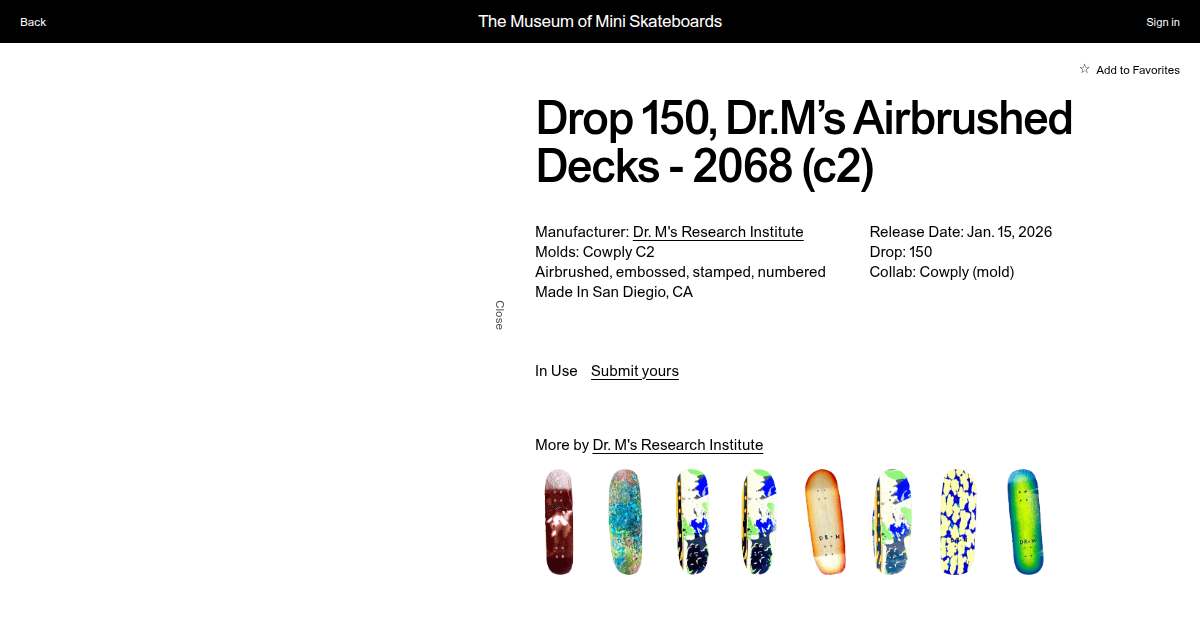 Back
The Museum of Mini Skateboards
Sign in
☆ Add to Favorites
Drop 150, Dr.M’s Airbrushed
Decks - 2068 (c2)
Manufacturer: Dr. M's Research Institute
Molds: Cowply C2
Airbrushed, embossed, stamped, numbered
Made In San Diegio, CA
Release Date: Jan. 15, 2026
Drop: 150
Collab: Cowply (mold)
Close
In Use Submit yours
More by Dr. M's Research Institute
DR•M
DR•M